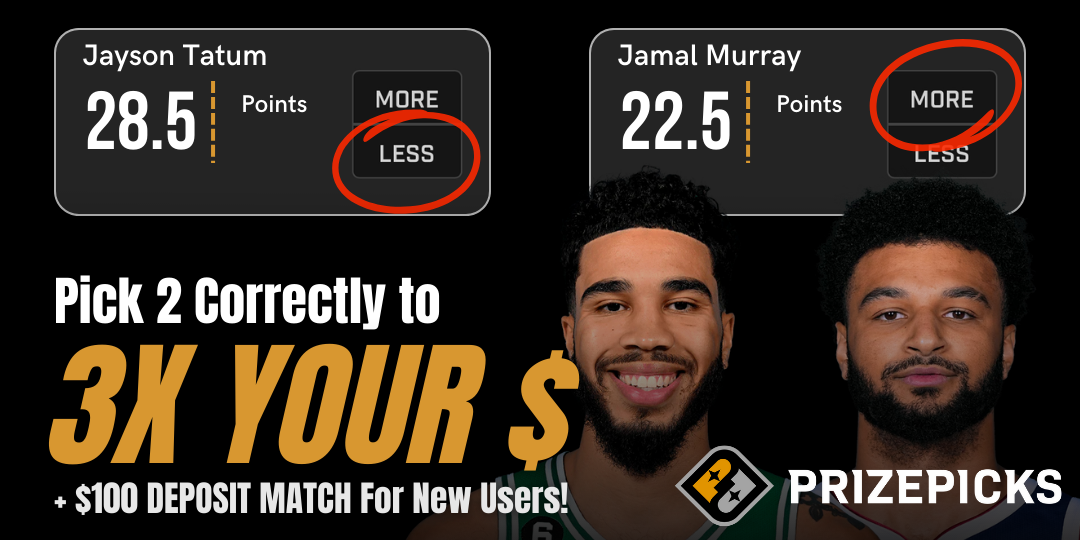 Jayson Tatum
28.5
Points
MORE
LESS
Jamal Murray
22.5
Points
MORE
LESS
Pick 2 Correctly to
3X YOUR $
+ $100 DEPOSIT MATCH For New Users!
6
PRIZEPICKS